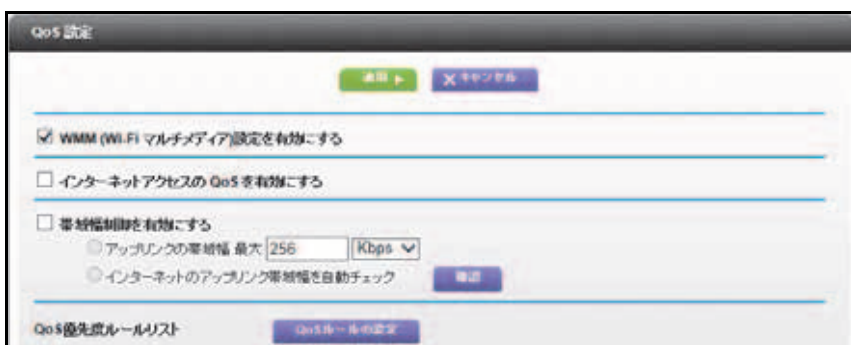 QoS 設定
適用
キャンセル
WMM (Wi-Fi マルチメディア)設定を有効にする
インターネットアクセスの QoS を有効にする
帯域幅制御を有効にする
アップリンクの帯域幅 最大 256 Kbps
インターネットのアップリンク帯域幅を自動チェック 確認
QoS優先度ルールリスト QoSルールの設定